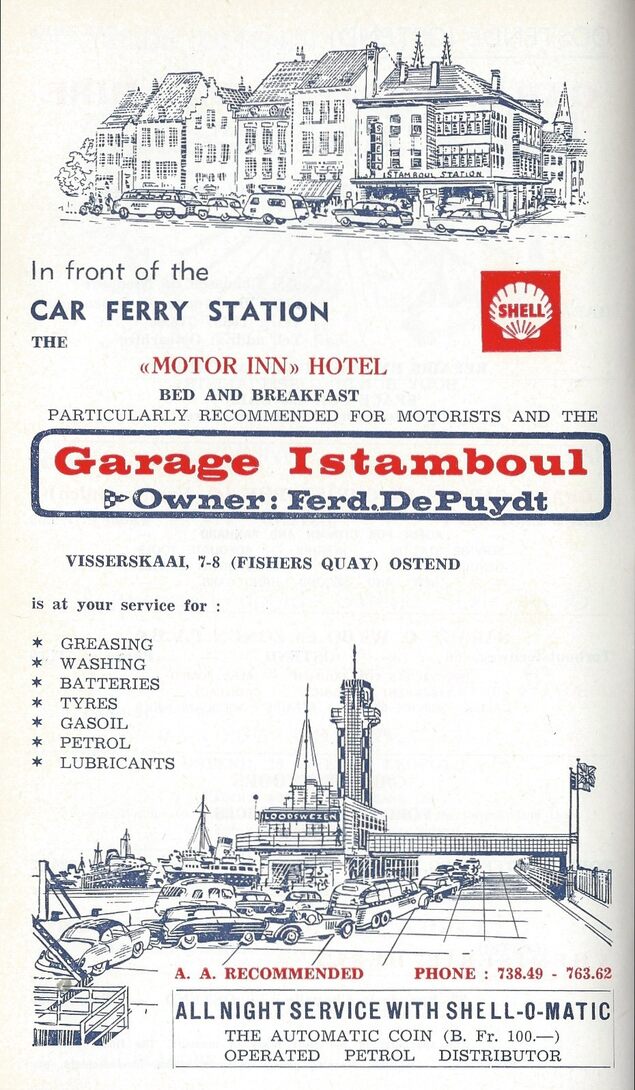 SHELL
ISTAMBOUL STATION
In front of the
CAR FERRY STATION
SHELL
THE
«MOTOR INN» HOTEL
BED AND BREAKFAST
PARTICULARLY RECOMMENDED FOR MOTORISTS AND THE
Garage Istamboul
Owner: Ferd.DePuydt
VISSERSKAAI, 7-8 (FISHERS QUAY) OSTEND
is at your service for :
* GREASING
* WASHING
* BATTERIES
* TYRES
* GASOIL
* PETROL
* LUBRICANTS
LOODSWEZEN
A. A. RECOMMENDED PHONE : 738.49 - 763.62
ALL NIGHT SERVICE WITH SHELL-O-MATIC
THE AUTOMATIC COIN (B. Fr. 100.—)
OPERATED PETROL DISTRIBUTOR